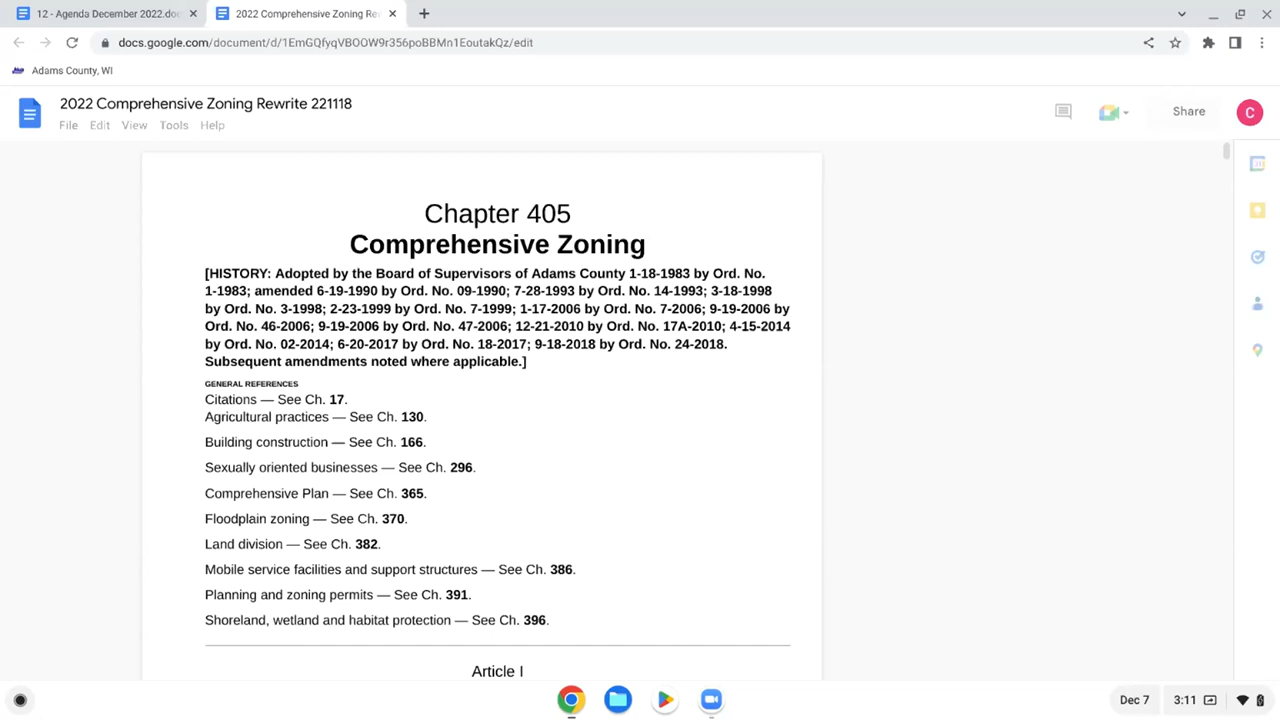 12 - Agenda December 2022.do
2022 Comprehensive Zoning Re
docs.google.com/document/d/1EmGQfyqVBOOW9r356poBBMn1EoutakQz/edit
Adams County, WI
2022 Comprehensive Zoning Rewrite 221118
File Edit View Tools Help
Share
C
Chapter 405
Comprehensive Zoning
[HISTORY: Adopted by the Board of Supervisors of Adams County 1-18-1983 by Ord. No.
1-1983; amended 6-19-1990 by Ord. No. 09-1990; 7-28-1993 by Ord. No. 14-1993; 3-18-1998
by Ord. No. 3-1998; 2-23-1999 by Ord. No. 7-1999; 1-17-2006 by Ord. No. 7-2006; 9-19-2006 by
Ord. No. 46-2006; 9-19-2006 by Ord. No. 47-2006; 12-21-2010 by Ord. No. 17A-2010; 4-15-2014
by Ord. No. 02-2014; 6-20-2017 by Ord. No. 18-2017; 9-18-2018 by Ord. No. 24-2018.
Subsequent amendments noted where applicable.]
GENERAL REFERENCES
Citations — See Ch. 17.
Agricultural practices — See Ch. 130.
Building construction — See Ch. 166.
Sexually oriented businesses — See Ch. 296.
Comprehensive Plan — See Ch. 365.
Floodplain zoning — See Ch. 370.
Land division — See Ch. 382.
Mobile service facilities and support structures — See Ch. 386.
Planning and zoning permits — See Ch. 391.
Shoreland, wetland and habitat protection — See Ch. 396.
Article I
Dec 7
3:11